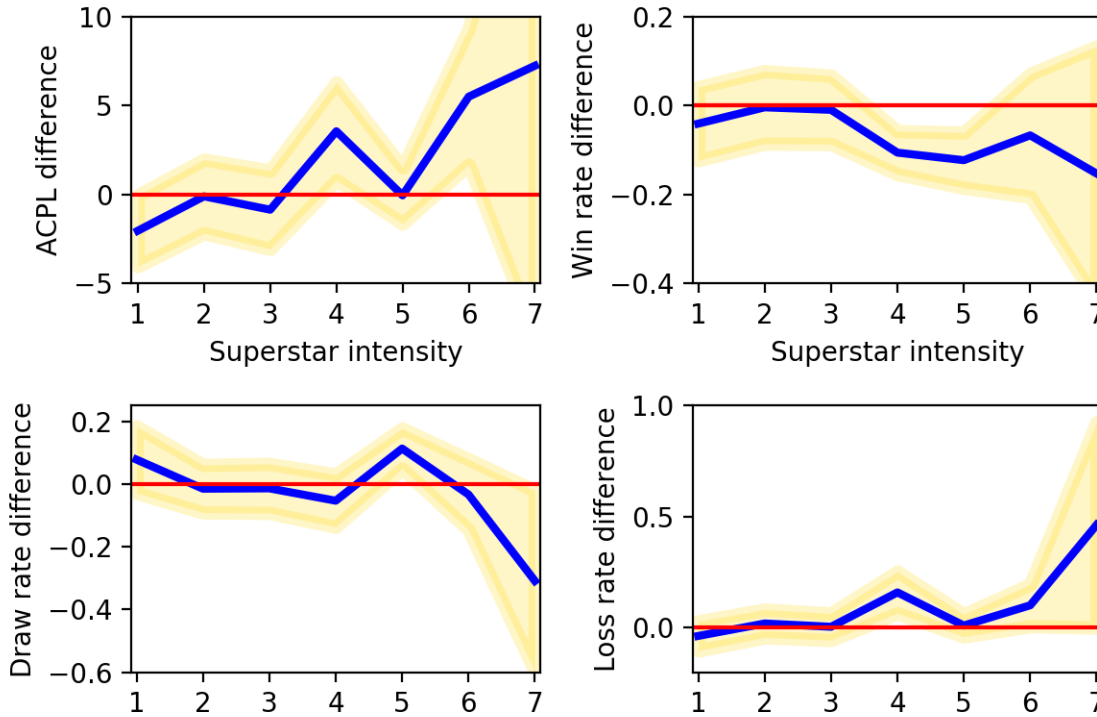 ACPL difference
10
5
0
−5
1 2 3 4 5 6 7
Superstar intensity
Win rate difference
0.2
0.0
−0.2
−0.4
1 2 3 4 5 6 7
Superstar intensity
Draw rate difference
0.2
0.0
−0.2
−0.4
−0.6
1 2 3 4 5 6 7
Loss rate difference
1.0
0.5
0.0
1 2 3 4 5 6 7